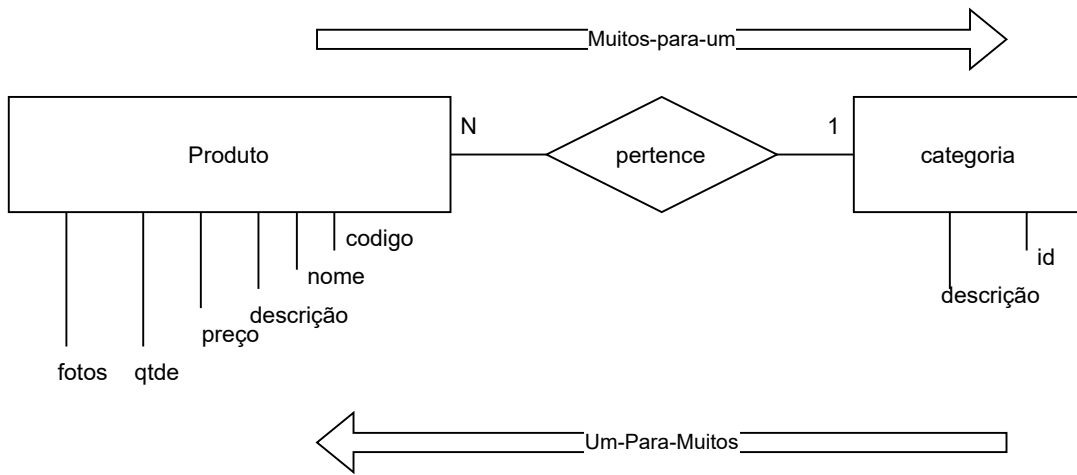 Muitos-para-um
Produto
N
pertence
1
categoria
codigo
nome
descrição
preço
fotos
qtde
id
descrição
Um-Para-Muitos